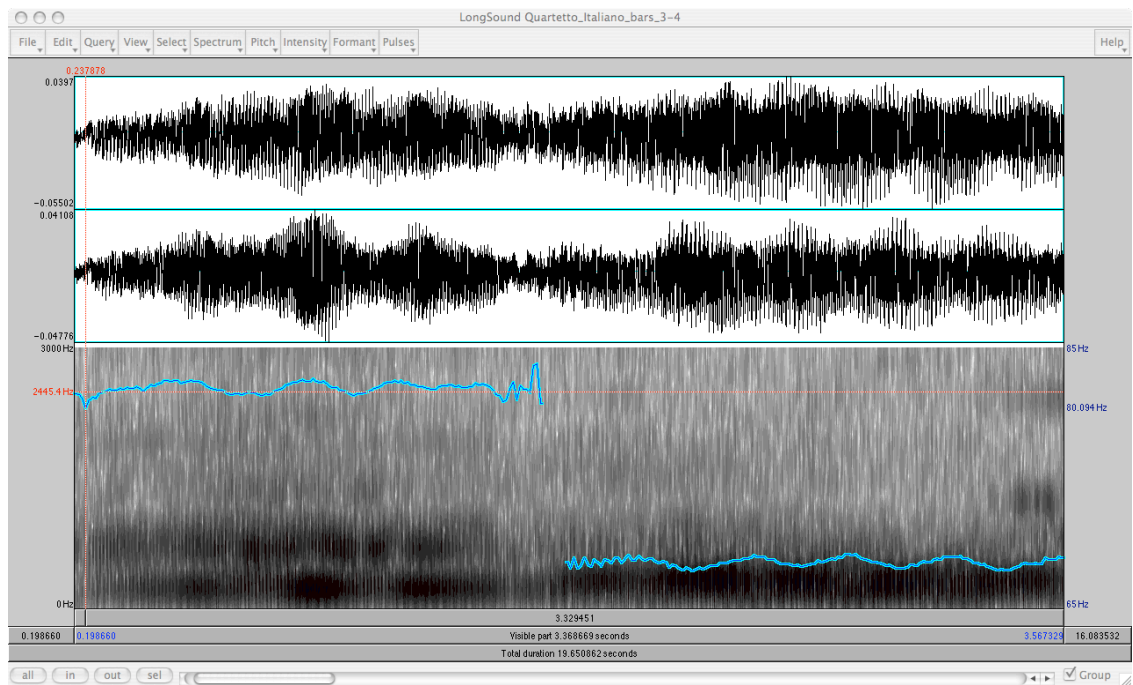 LongSound Quartetto_Italiano_bars_3-4
File Edit Query View Select Spectrum Pitch Intensity Formant Pulses Help
0.237878
0.0397
-0.05502
0.04108
-0.04776
3000 Hz 85 Hz
2445.4 Hz
80.094 Hz
0 Hz 65 Hz
3.329451
0.198660 0.198660 Visible part 3.368669 seconds 3.567329 16.083532
Total duration 19.650862 seconds
all in out sel Group